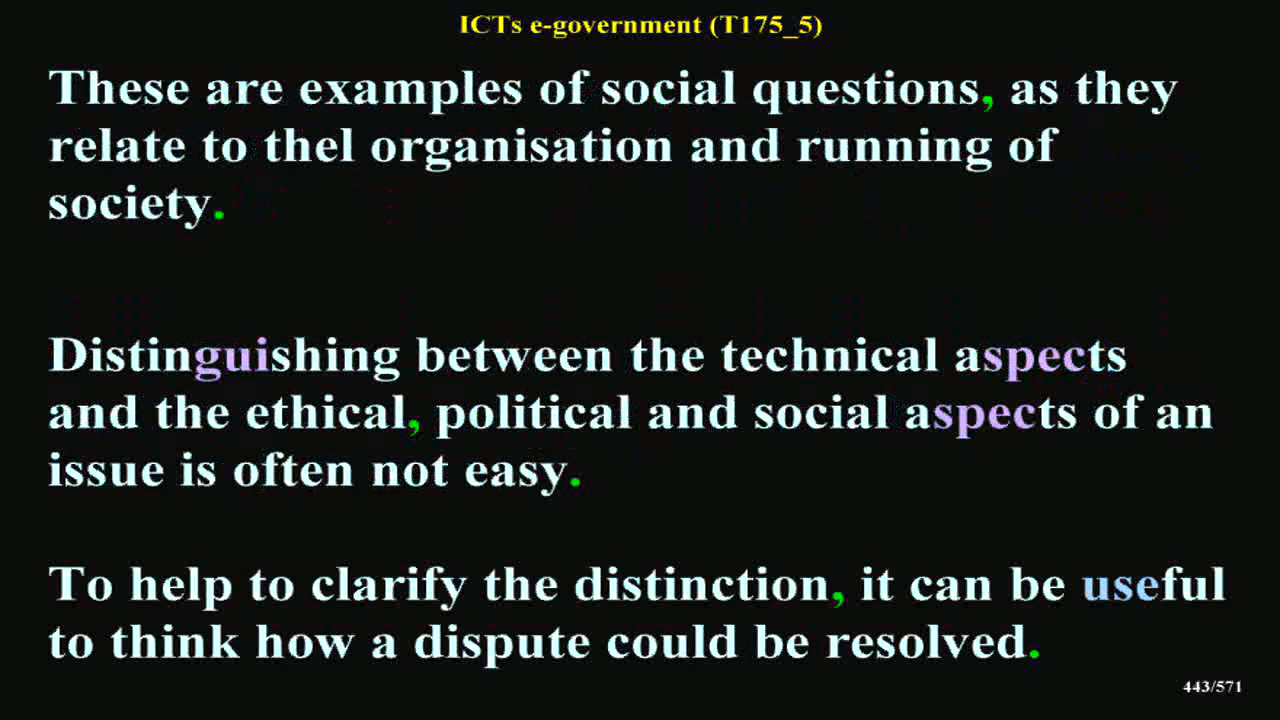 ICTs e-government (T175_5)
These are examples of social questions, as they
relate to thel organisation and running of
society.
Distinguishing between the technical aspects
and the ethical, political and social aspects of an
issue is often not easy.
To help to clarify the distinction, it can be useful
to think how a dispute could be resolved.
443/571